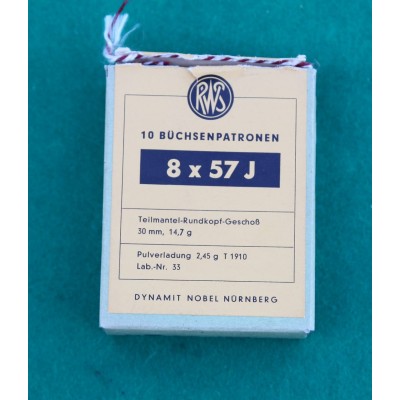 RWS
10 BÜCHSENPATRONEN
8 x 57 J
Teilmantel-Rundkopf-Geschoß
30 mm, 14,7 g
Pulverladung 2,45 g T 1910
Lab.-Nr. 33
DYNAMIT NOBEL NÜRNBERG